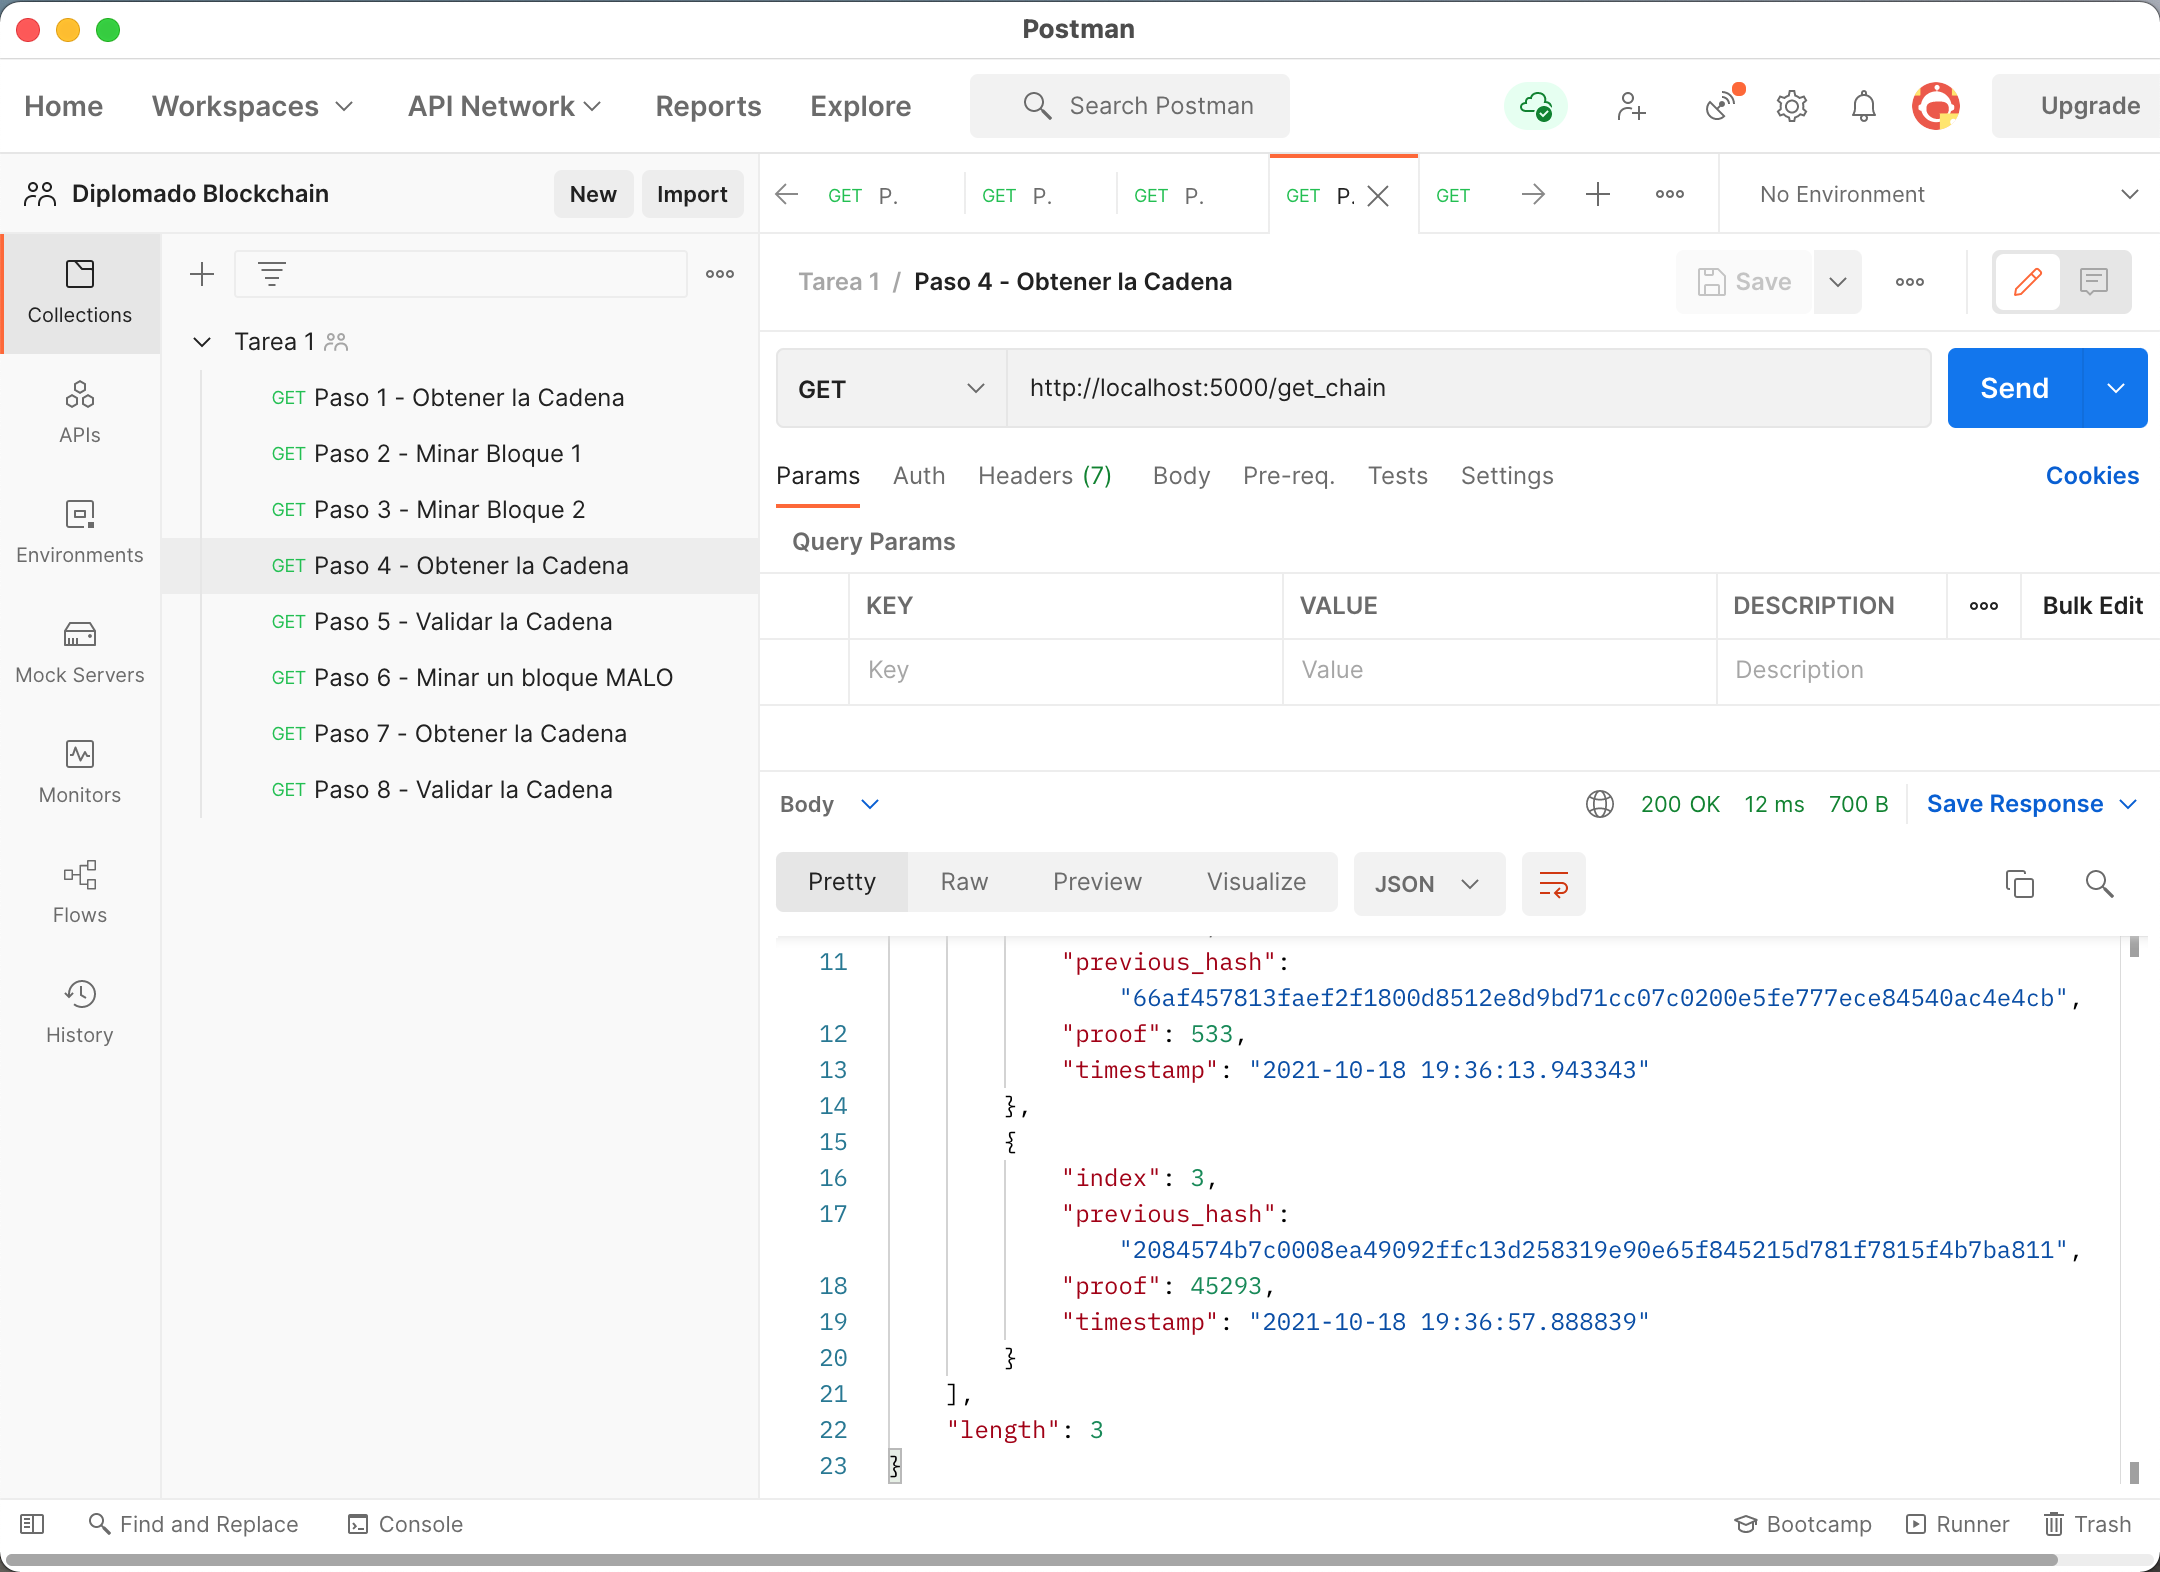 Postman
Home Workspaces API Network Reports Explore Search Postman Upgrade
Diplomado Blockchain New Import
GET P. GET P. GET P. GET P. GET No Environment
Collections
APIs
Environments
Mock Servers
Monitors
Flows
History
Tarea 1
GET Paso 1 - Obtener la Cadena
GET Paso 2 - Minar Bloque 1
GET Paso 3 - Minar Bloque 2
GET Paso 4 - Obtener la Cadena
GET Paso 5 - Validar la Cadena
GET Paso 6 - Minar un bloque MALO
GET Paso 7 - Obtener la Cadena
GET Paso 8 - Validar la Cadena
Tarea 1 / Paso 4 - Obtener la Cadena Save
GET http://localhost:5000/get_chain Send
Params Auth Headers (7) Body Pre-req. Tests Settings Cookies
Query Params
KEY VALUE DESCRIPTION Bulk Edit
Key Value Description
Body 200 OK 12 ms 700 B Save Response
Pretty Raw Preview Visualize JSON
11 "previous_hash":
"66af457813faef2f1800d8512e8d9bd71cc07c0200e5fe777ece84540ac4e4cb",
12 "proof": 533,
13 "timestamp": "2021-10-18 19:36:13.943343"
14 },
15 {
16 "index": 3,
17 "previous_hash":
"2084574b7c0008ea49092ffc13d258319e90e65f845215d781f7815f4b7ba811",
18 "proof": 45293,
19 "timestamp": "2021-10-18 19:36:57.888839"
20 }
21 ],
22 "length": 3
23 }
Find and Replace Console Bootcamp Runner Trash